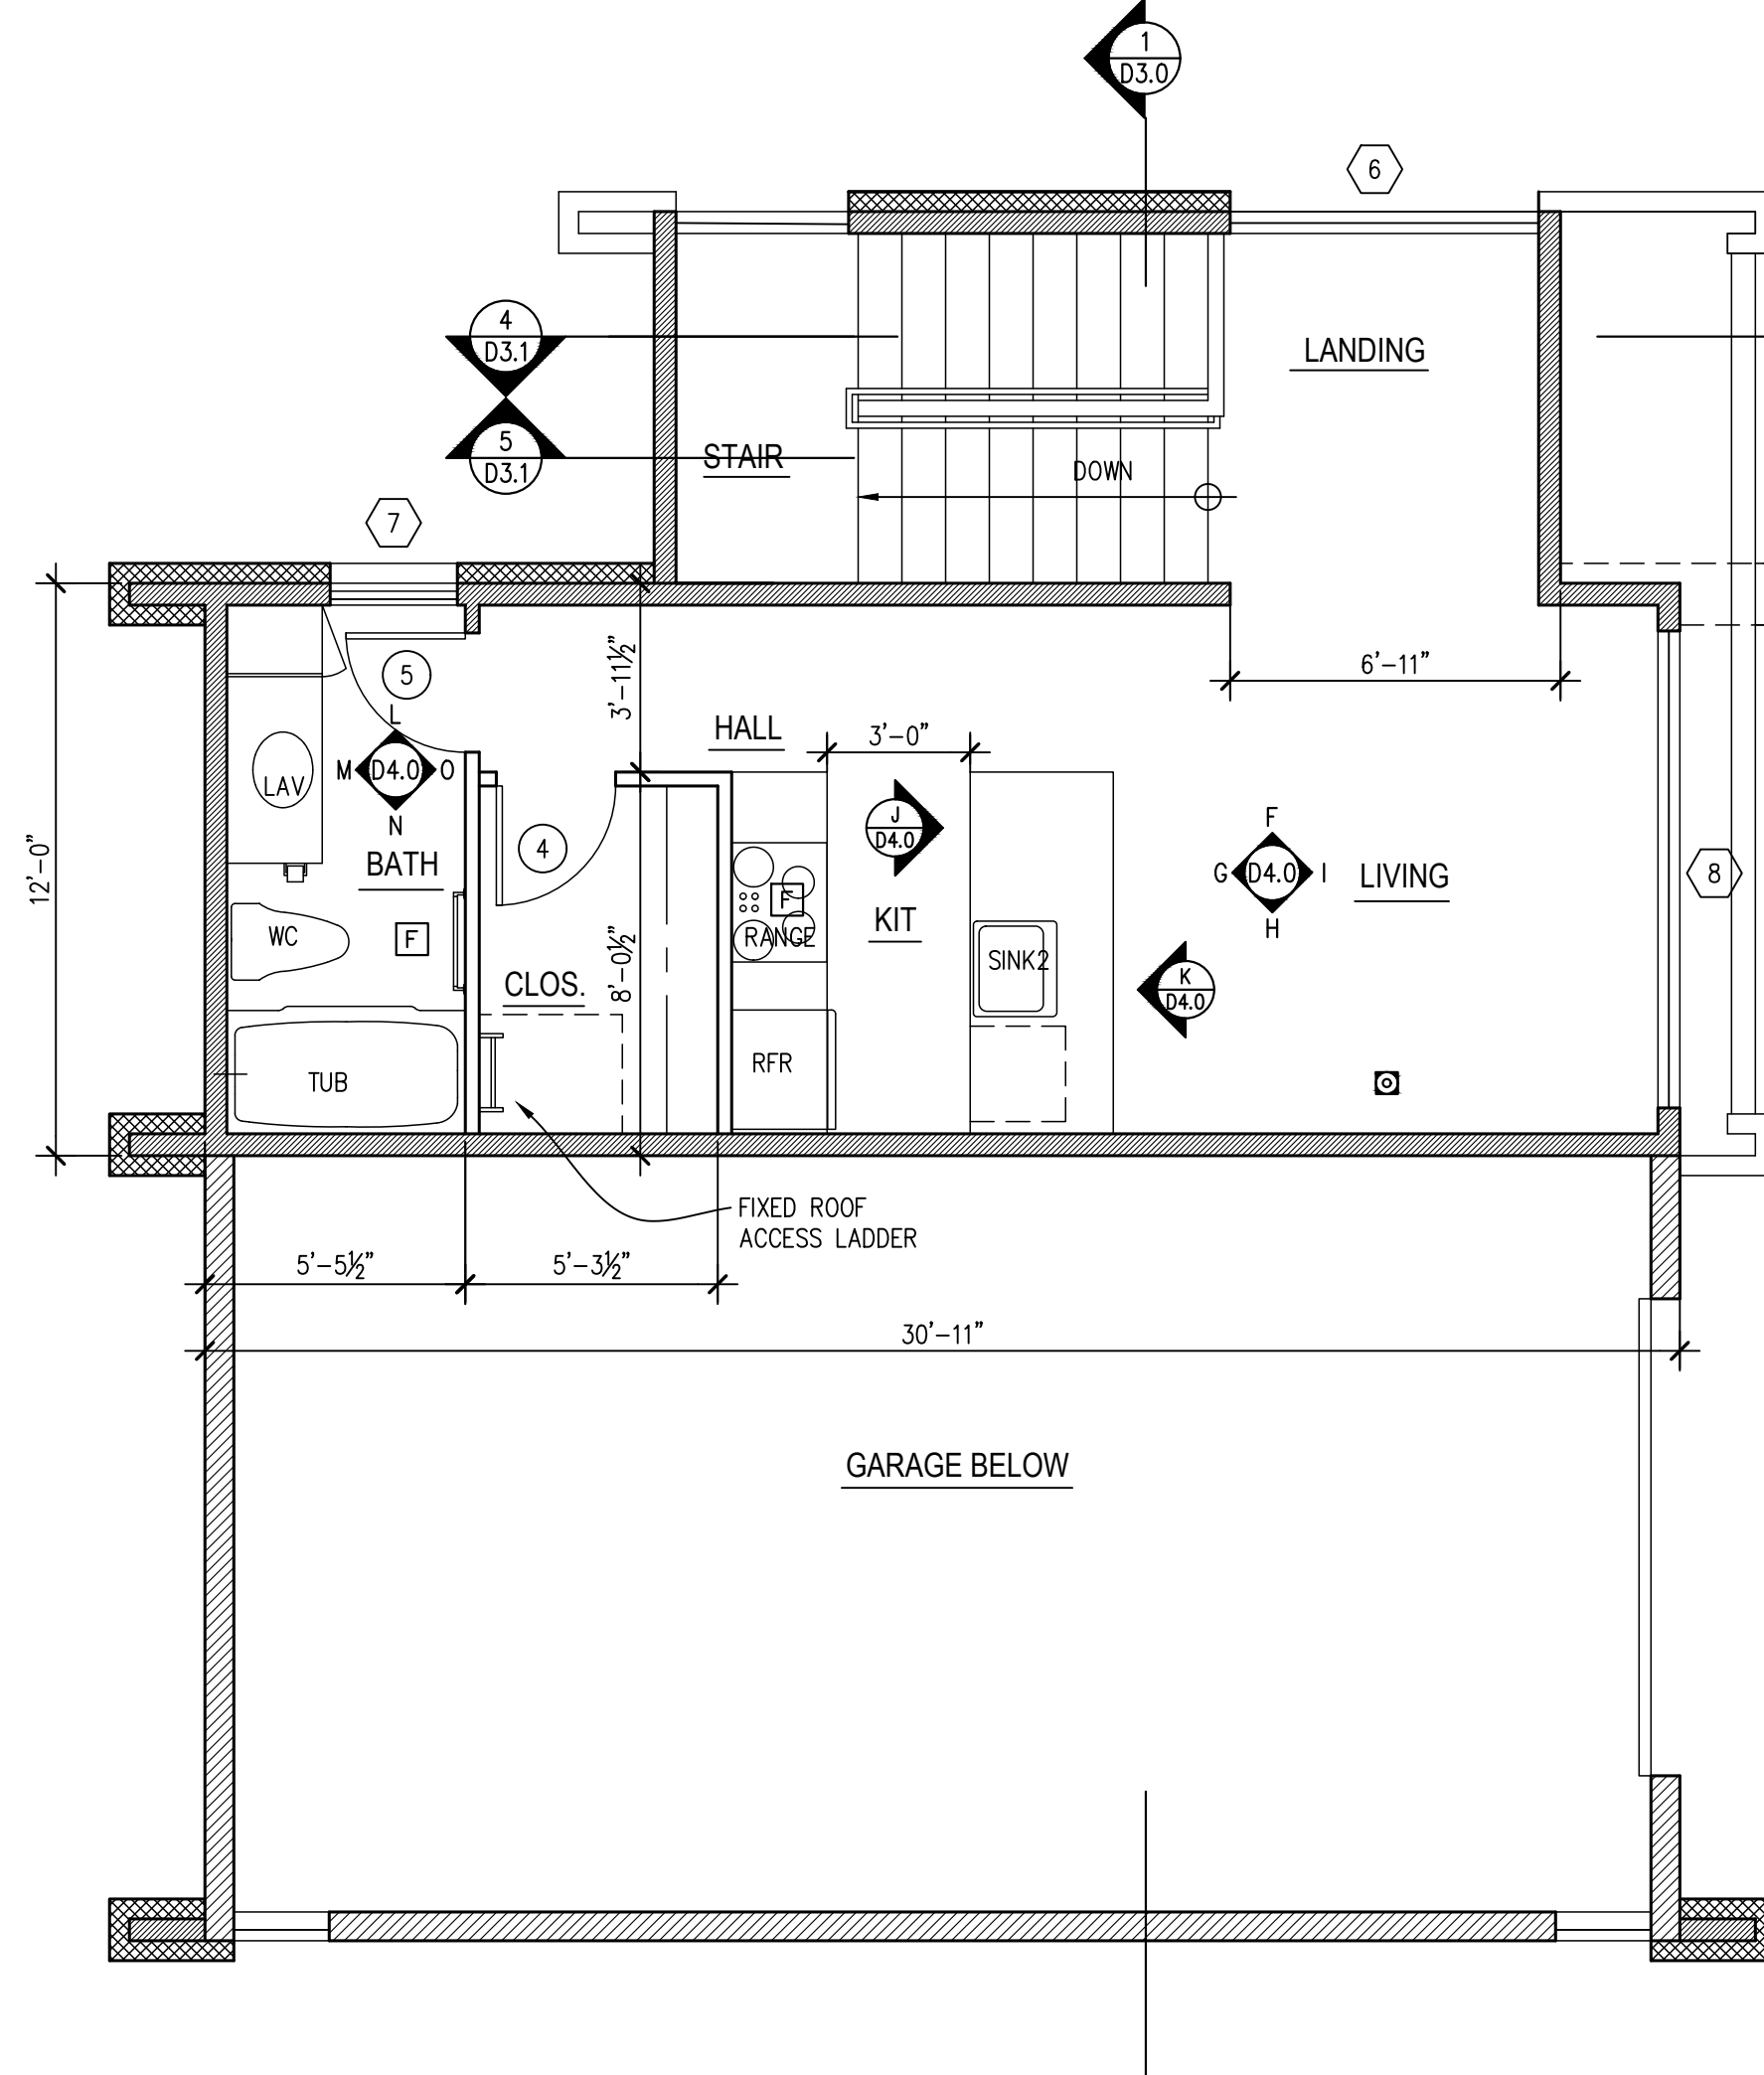 1
D3.0
6
4
D3.1
LANDING
5
D3.1
STAIR
DOWN
7
6'-11"
3'-11½"
5
L
HALL
3'-0"
M
D4.0
O
LAV
N
BATH
12'-0"
4
J
D4.0
F
G
D4.0
I
H
LIVING
8
F
RANGE
KIT
WC
F
SINK2
CLOS.
8'-0½"
K
D4.0
RFR
TUB
FIXED ROOF
ACCESS LADDER
5'-5½"
5'-3½"
30'-11"
GARAGE BELOW